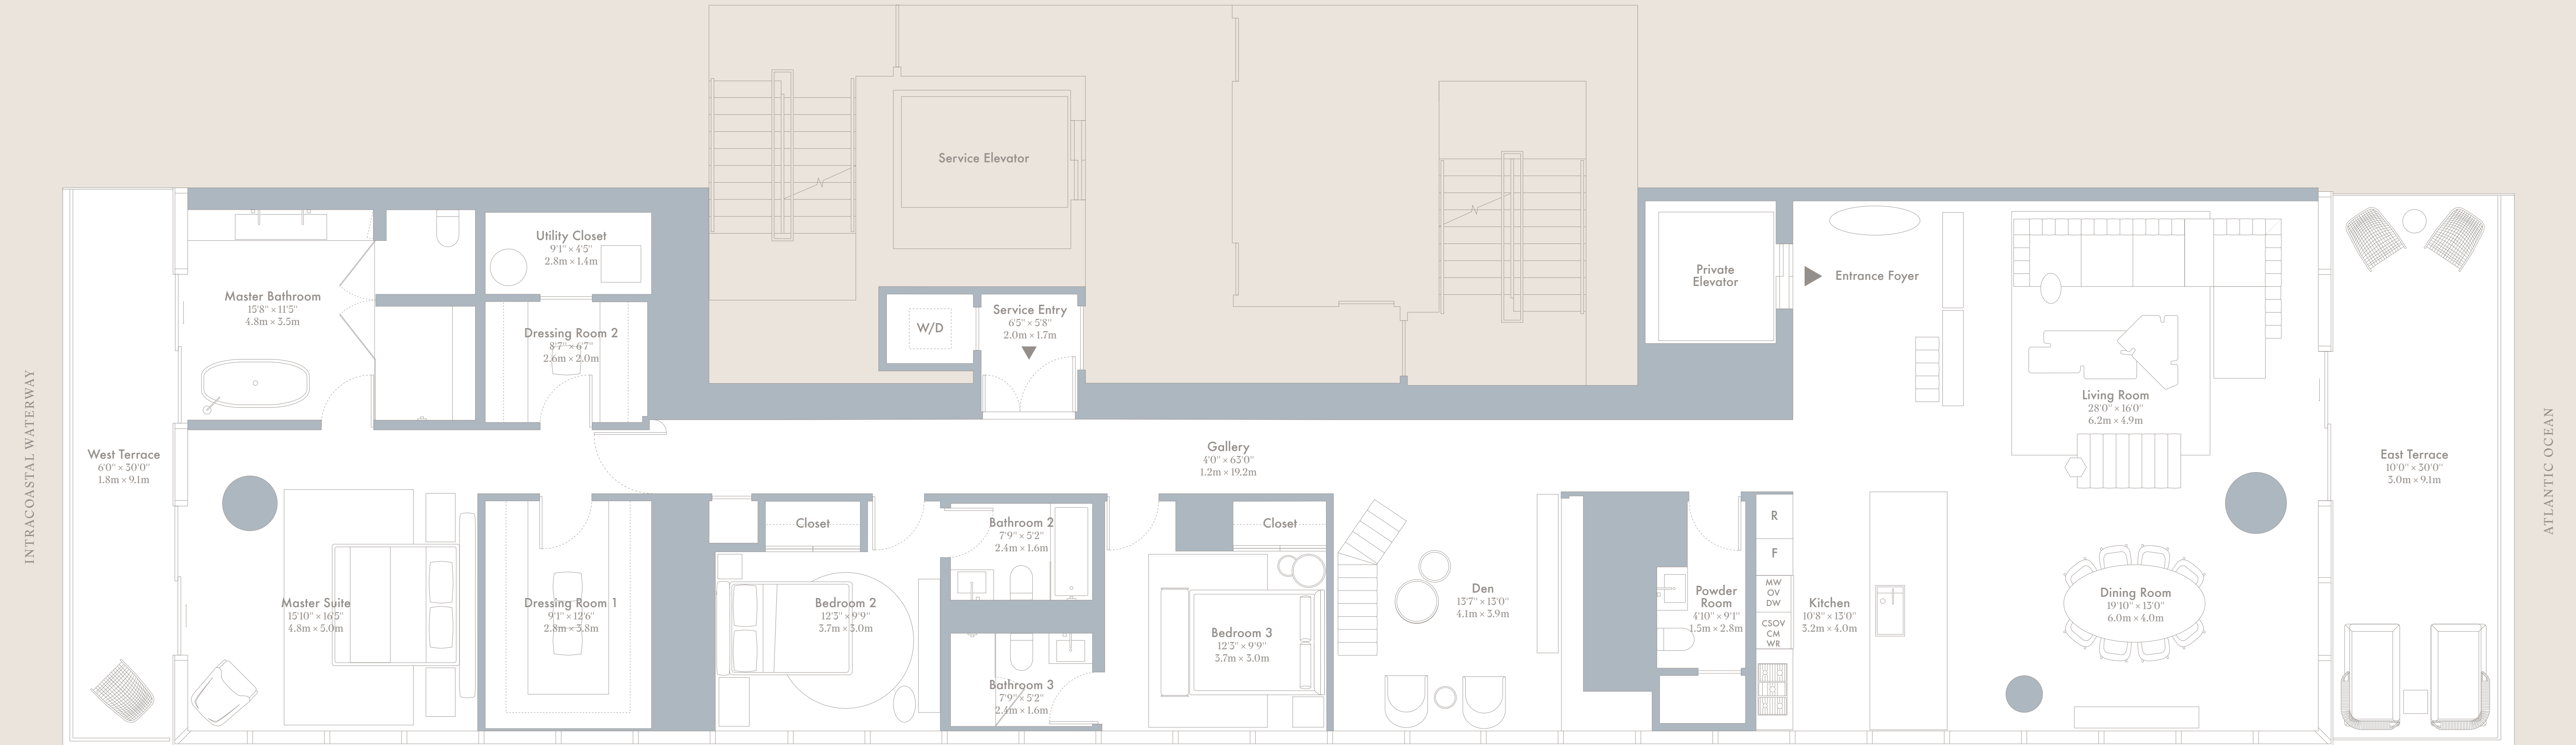 INTRACOASTAL WATERWAY
West Terrace
6'0" × 30'0"
1.8m × 9.1m
Master Bathroom
15'8" × 11'5"
4.8m × 3.5m
Utility Closet
9'1" × 4'5"
2.8m × 1.4m
Dressing Room 2
8'7" × 6'7"
2.6m × 2.0m
Master Suite
15'10" × 16'5"
4.8m × 5.0m
Dressing Room 1
9'1" × 12'6"
2.8m × 3.8m
Service Elevator
W/D
Service Entry
6'5" × 5'8"
2.0m × 1.7m
Gallery
4'0" × 63'0"
1.2m × 19.2m
Closet
Bedroom 2
12'3" × 9'9"
3.7m × 3.0m
Bathroom 2
7'9" × 5'2"
2.4m × 1.6m
Bathroom 3
7'9" × 5'2"
2.4m × 1.6m
Closet
Bedroom 3
12'3" × 9'9"
3.7m × 3.0m
Den
13'7" × 13'0"
4.1m × 3.9m
Private
Elevator
Entrance Foyer
Powder
Room
4'10" × 9'1"
1.5m × 2.8m
R
F
MW
OV
DW
CSOV
CM
WR
Kitchen
10'8" × 13'0"
3.2m × 4.0m
Living Room
28'0" × 16'0"
6.2m × 4.9m
Dining Room
19'10" × 13'0"
6.0m × 4.0m
East Terrace
10'0" × 30'0"
3.0m × 9.1m
ATLANTIC OCEAN